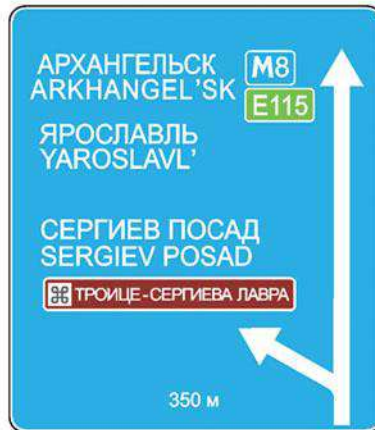 АРХАНГЕЛЬСК M8
ARKHANGEL'SK E115
ЯРОСЛАВЛЬ
YAROSLAVL'
СЕРГИЕВ ПОСАД
SERGIEV POSAD
⌘ ТРОИЦЕ-СЕРГИЕВА ЛАВРА
350 м